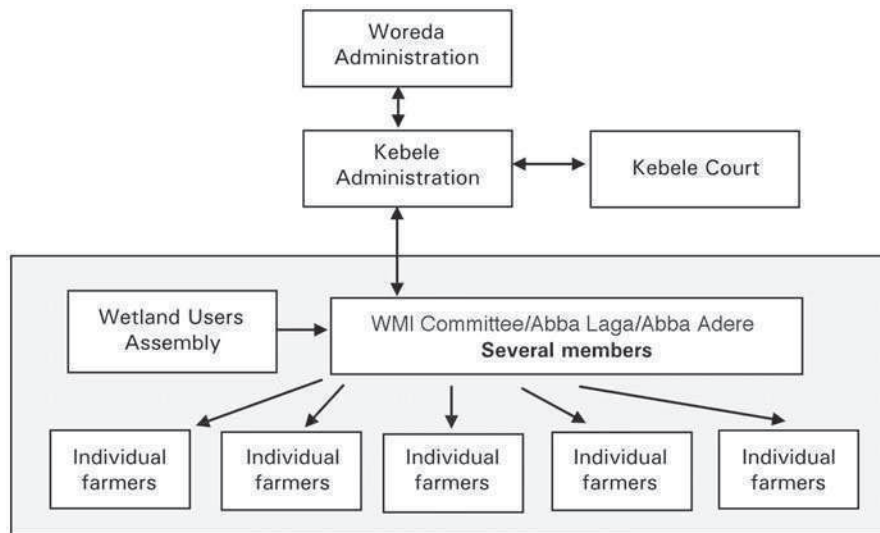 Woreda
Administration
Kebele
Administration
Kebele Court
Wetland Users
Assembly
WMI Committee/Abba Laga/Abba Adere
Several members
Individual
farmers
Individual
farmers
Individual
farmers
Individual
farmers
Individual
farmers